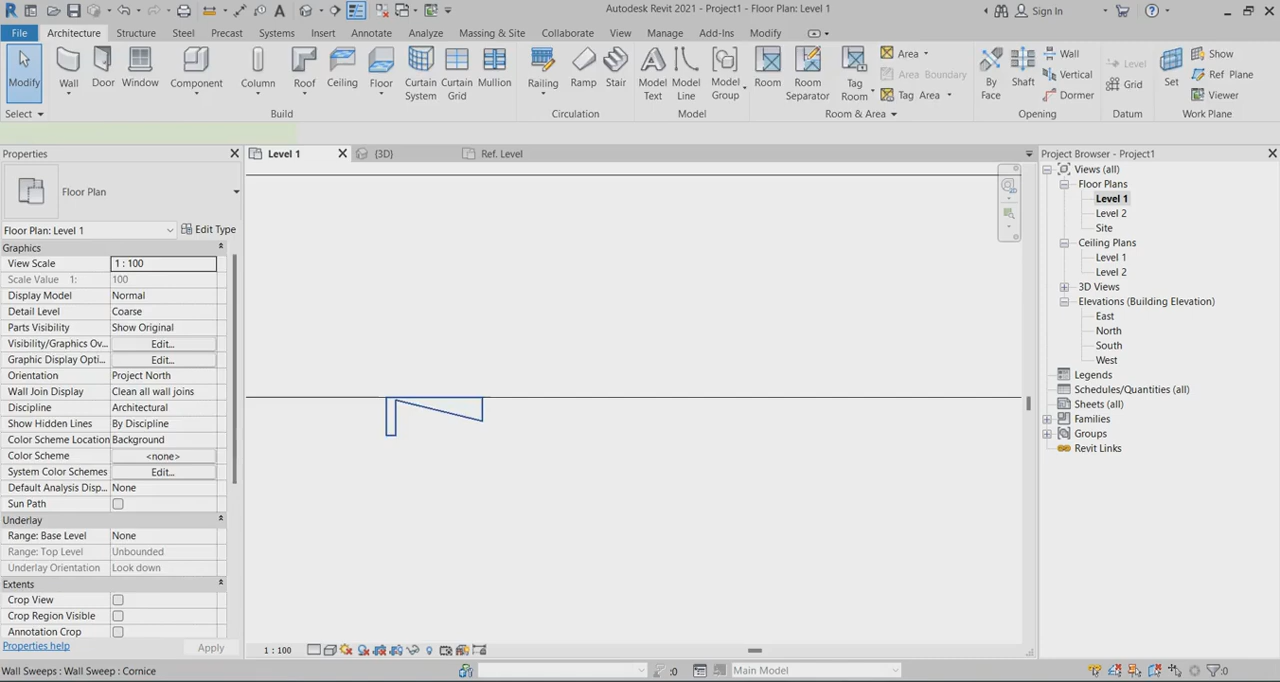 Autodesk Revit 2021 - Project1 - Floor Plan: Level 1
Sign In
File Architecture Structure Steel Precast Systems Insert Annotate Analyze Massing & Site Collaborate View Manage Add-Ins Modify
Modify Wall Door Window Component Column Roof Ceiling Floor Curtain System Curtain Grid Mullion Railing Ramp Stair Model Text Model Line Model Group Room Room Separator Tag Room
Area
Area Boundary
Tag Area
By Face Shaft
Wall
Vertical
Dormer
Level
Grid
Set
Show
Ref Plane
Viewer
Select Build Circulation Model Room & Area Opening Datum Work Plane
Properties
Level 1 {3D} Ref. Level
Project Browser - Project1
Floor Plan
Floor Plan: Level 1 Edit Type
Graphics
View Scale 1 : 100
Scale Value 1: 100
Display Model Normal
Detail Level Coarse
Parts Visibility Show Original
Visibility/Graphics Ov... Edit...
Graphic Display Opti... Edit...
Orientation Project North
Wall Join Display Clean all wall joins
Discipline Architectural
Show Hidden Lines By Discipline
Color Scheme Location Background
Color Scheme <none>
System Color Schemes Edit...
Default Analysis Disp... None
Sun Path
Underlay
Range: Base Level None
Range: Top Level Unbounded
Underlay Orientation Look down
Extents
Crop View
Crop Region Visible
Annotation Crop
Properties help Apply
Views (all)
Floor Plans
Level 1
Level 2
Site
Ceiling Plans
Level 1
Level 2
3D Views
Elevations (Building Elevation)
East
North
South
West
Legends
Schedules/Quantities (all)
Sheets (all)
Families
Groups
Revit Links
1 : 100
Wall Sweeps : Wall Sweep : Cornice
:0
Main Model
:0